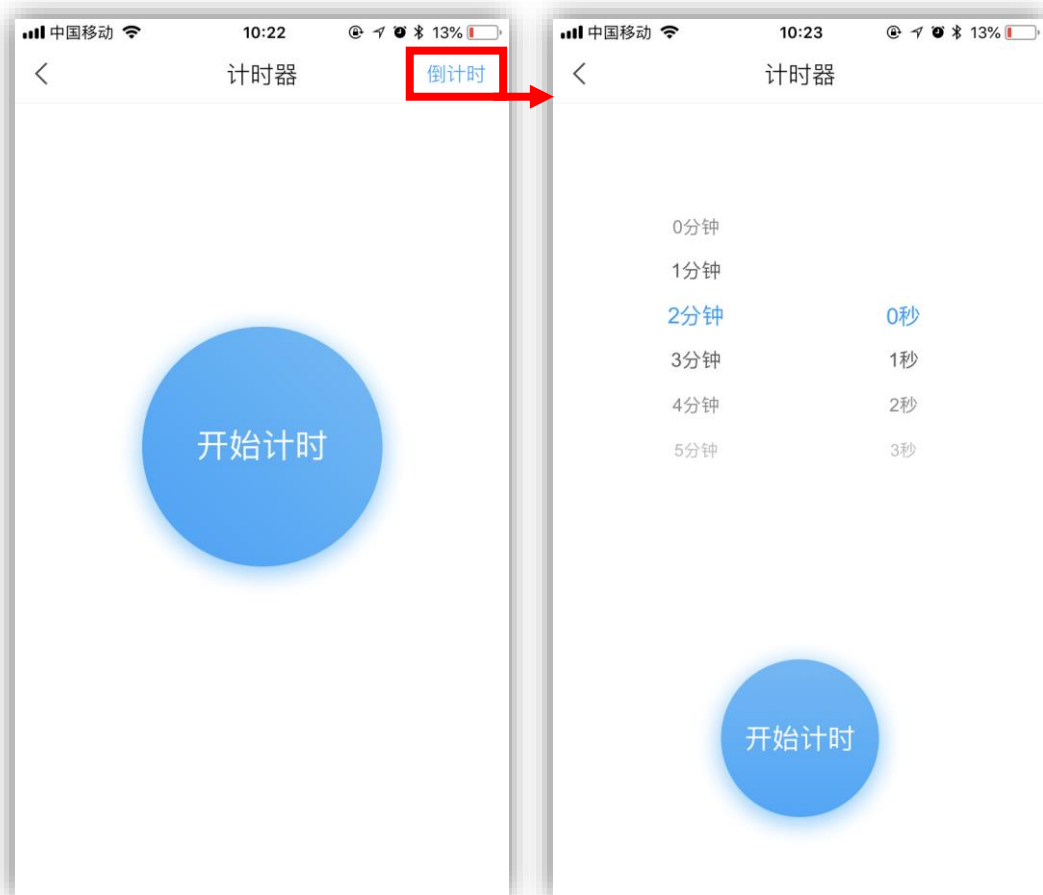 中国移动 10:22 13%
计时器 倒计时
开始计时
中国移动 10:23 13%
计时器
0分钟
1分钟
2分钟 0秒
3分钟 1秒
4分钟 2秒
5分钟 3秒
开始计时